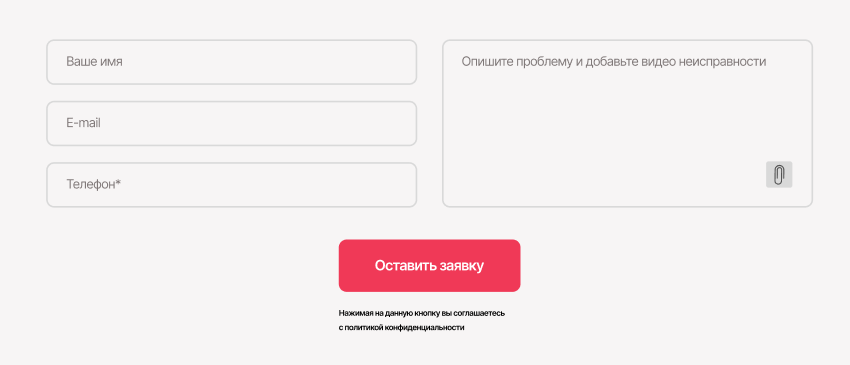 Ваше имя
E-mail
Телефон*
Опишите проблему и добавьте видео неисправности
Оставить заявку
Нажимая на данную кнопку вы соглашаетесь
с политикой конфиденциальности